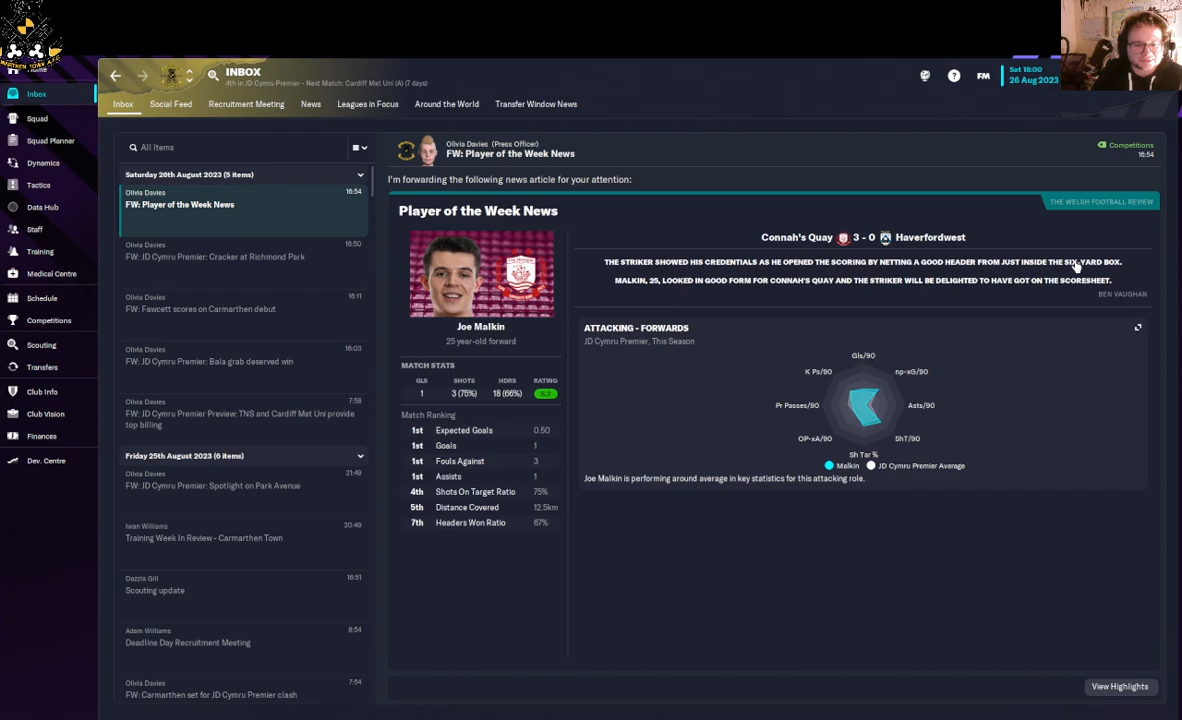 MARTHEN TOWN A.F.C
Home
Inbox
Squad
Squad Planner
Dynamics
Tactics
Data Hub
Staff
Training
Medical Centre
Schedule
Competitions
Scouting
Transfers
Club Info
Club Vision
Finances
Dev. Centre
INBOX
4th in JD Cymru Premier - Next Match: Cardiff Met Uni (A) (7 days)
FM
Sat 18:00
26 Aug 2023
Inbox Social Feed Recruitment Meeting News Leagues in Focus Around the World Transfer Window News
All Items
Saturday 26th August 2023 (5 items)
Olivia Davies 16:54
FW: Player of the Week News
Olivia Davies 16:50
FW: JD Cymru Premier: Cracker at Richmond Park
Olivia Davies 16:11
FW: Fawcett scores on Carmarthen debut
Olivia Davies 16:03
FW: JD Cymru Premier: Bala grab deserved win
Olivia Davies 7:58
FW: JD Cymru Premier Preview: TNS and Cardiff Met Uni provide
top billing
Friday 25th August 2023 (6 items)
Olivia Davies 21:49
FW: JD Cymru Premier: Spotlight on Park Avenue
Iwan Williams 20:49
Training Week In Review - Carmarthen Town
Dazzla Gill 16:51
Scouting update
Adam Williams 8:54
Deadline Day Recruitment Meeting
Olivia Davies 7:54
FW: Carmarthen set for JD Cymru Premier clash
Olivia Davies (Press Officer)
FW: Player of the Week News
Competitions
16:54
I'm forwarding the following news article for your attention:
THE WELSH FOOTBALL REVIEW
Player of the Week News
Joe Malkin
25 year-old forward
MATCH STATS
GLS SHOTS HDRS RATING
1 3 (75%) 18 (66%)
Match Ranking
1st Expected Goals 0.50
1st Goals 1
1st Fouls Against 3
1st Assists 1
4th Shots On Target Ratio 75%
5th Distance Covered 12.5km
7th Headers Won Ratio 67%
Connah's Quay 3 - 0 Haverfordwest
THE STRIKER SHOWED HIS CREDENTIALS AS HE OPENED THE SCORING BY NETTING A GOOD HEADER FROM JUST INSIDE THE SIX-YARD BOX.
MALKIN, 25, LOOKED IN GOOD FORM FOR CONNAH'S QUAY AND THE STRIKER WILL BE DELIGHTED TO HAVE GOT ON THE SCORESHEET.
BEN VAUGHAN
ATTACKING - FORWARDS
JD Cymru Premier, This Season
Gls/90
K Ps/90 np-xG/90
Pr Passes/90 Asts/90
OP-xA/90 ShT/90
Sh Tar %
Malkin JD Cymru Premier Average
Joe Malkin is performing around average in key statistics for this attacking role.
View Highlights